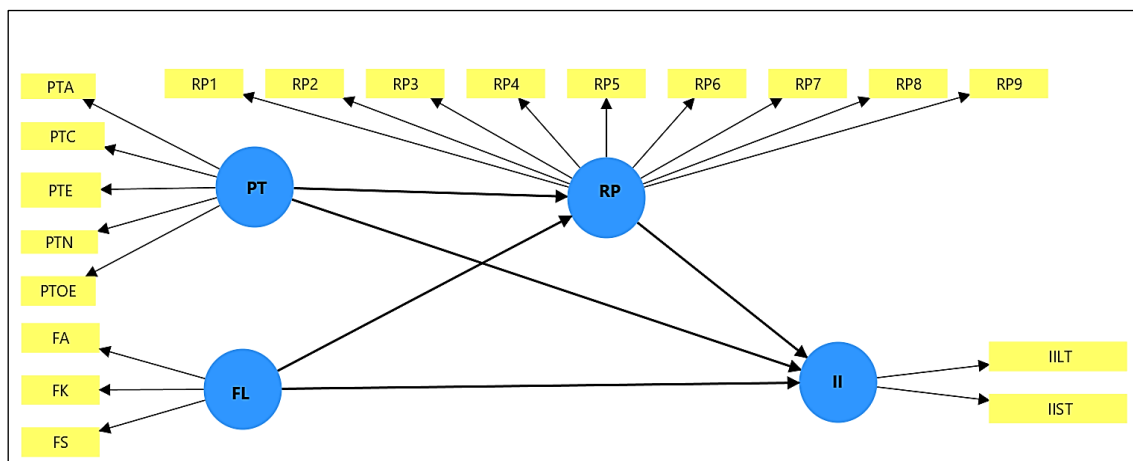 PTA
RP1
RP2
RP3
RP4
RP5
RP6
RP7
RP8
RP9
PTC
PTE
PT
RP
PTN
PTOE
FA
FK
FL
FS
II
IILT
IIST